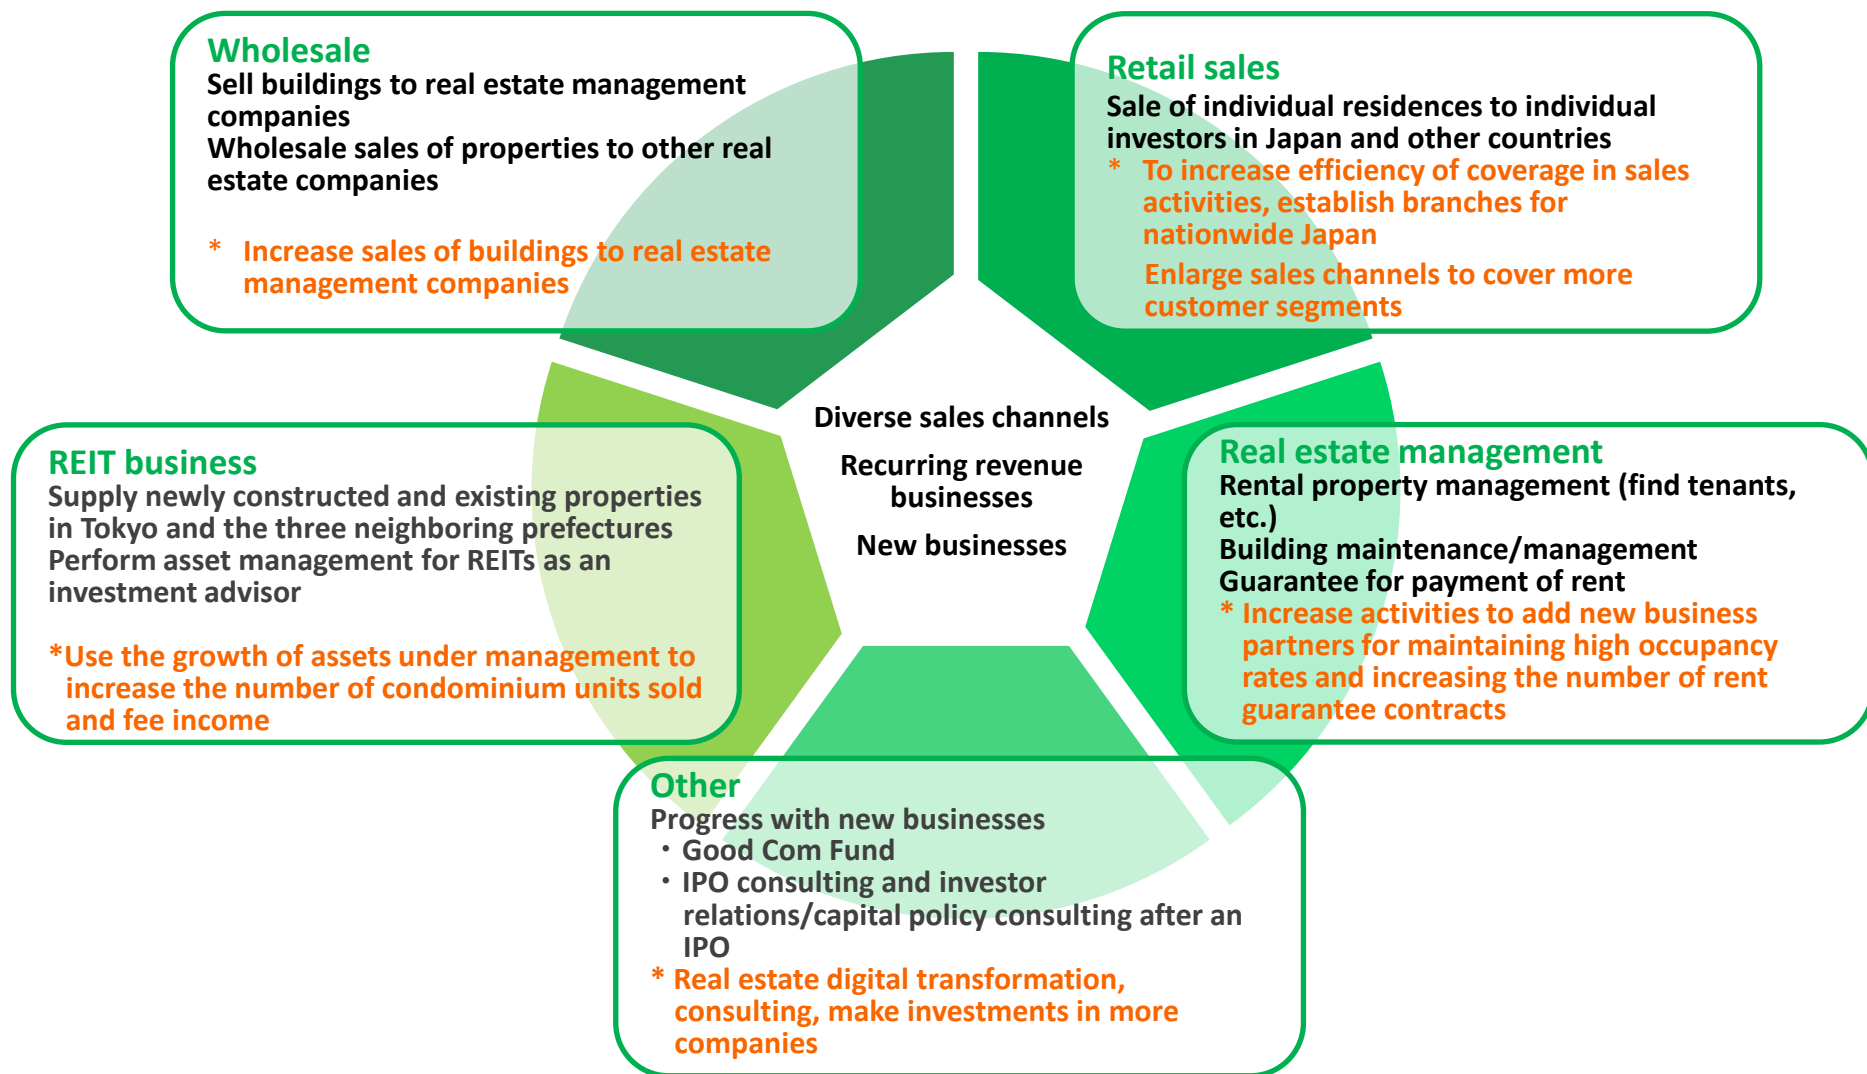 Wholesale
Sell buildings to real estate management
companies
Wholesale sales of properties to other real
estate companies
* Increase sales of buildings to real estate
management companies
Retail sales
Sale of individual residences to individual
investors in Japan and other countries
* To increase efficiency of coverage in sales
activities, establish branches for
nationwide Japan
Enlarge sales channels to cover more
customer segments
Diverse sales channels
Recurring revenue
businesses
New businesses
REIT business
Supply newly constructed and existing properties
in Tokyo and the three neighboring prefectures
Perform asset management for REITs as an
investment advisor
*Use the growth of assets under management to
increase the number of condominium units sold
and fee income
Real estate management
Rental property management (find tenants,
etc.)
Building maintenance/management
Guarantee for payment of rent
* Increase activities to add new business
partners for maintaining high occupancy
rates and increasing the number of rent
guarantee contracts
Other
Progress with new businesses
・Good Com Fund
・IPO consulting and investor
relations/capital policy consulting after an
IPO
* Real estate digital transformation,
consulting, make investments in more
companies